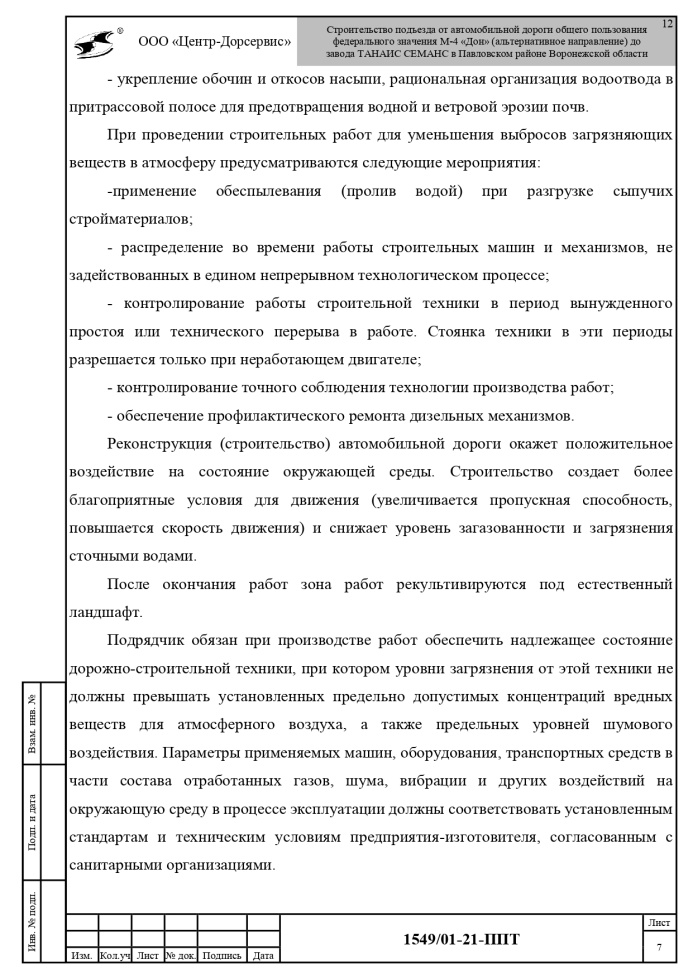 12
®
ООО «Центр-Дорсервис»
Строительство подъезда от автомобильной дороги общего пользования
федерального значения М-4 «Дон» (альтернативное направление) до
завода ТАНАИС СЕМАНС в Павловском районе Воронежской области
- укрепление обочин и откосов насыпи, рациональная организация водоотвода в
притрассовой полосе для предотвращения водной и ветровой эрозии почв.
При проведении строительных работ для уменьшения выбросов загрязняющих
веществ в атмосферу предусматриваются следующие мероприятия:
-применение обеспылевания (пролив водой) при разгрузке сыпучих
стройматериалов;
- распределение во времени работы строительных машин и механизмов, не
задействованных в едином непрерывном технологическом процессе;
- контролирование работы строительной техники в период вынужденного
простоя или технического перерыва в работе. Стоянка техники в эти периоды
разрешается только при неработающем двигателе;
- контролирование точного соблюдения технологии производства работ;
- обеспечение профилактического ремонта дизельных механизмов.
Реконструкция (строительство) автомобильной дороги окажет положительное
воздействие на состояние окружающей среды. Строительство создает более
благоприятные условия для движения (увеличивается пропускная способность,
повышается скорость движения) и снижает уровень загазованности и загрязнения
сточными водами.
После окончания работ зона работ рекультивируются под естественный
ландшафт.
Подрядчик обязан при производстве работ обеспечить надлежащее состояние
дорожно-строительной техники, при котором уровни загрязнения от этой техники не
должны превышать установленных предельно допустимых концентраций вредных
веществ для атмосферного воздуха, а также предельных уровней шумового
воздействия. Параметры применяемых машин, оборудования, транспортных средств в
части состава отработанных газов, шума, вибрации и других воздействий на
окружающую среду в процессе эксплуатации должны соответствовать установленным
стандартам и техническим условиям предприятия-изготовителя, согласованным с
санитарными организациями.
Взам. инв. №
Подп. и дата
Инв. № подп.
Изм. Кол.уч Лист № док. Подпись Дата
1549/01-21-ППТ
Лист
7